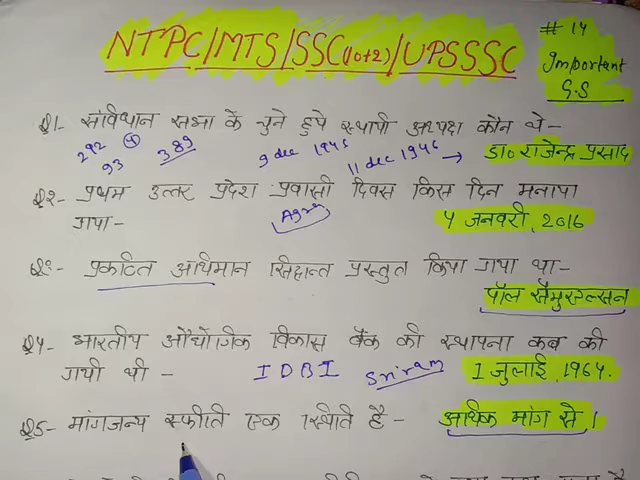 NTPC/MTS/SSC(10+2)/UPSSSC
#14
Important
G.S
Q1- संविधान सभा के चुने हुये स्थायी अध्यक्ष कौन थे-
292 4 389 9 dec 1946 11 dec 1946 → डा० राजेन्द्र प्रसाद
93
Q2- प्रथम उत्तर प्रदेश प्रवासी दिवस किस दिन मनाया
गया- Agra 4 जनवरी, 2016
Q3- प्रकटित अधिमान सिद्धान्त प्रस्तुत किया गया था-
पॉल सैमुएल्सन
Q4- भारतीय औद्योगिक विकास बैंक की स्थापना कब की
गयी थी- IDBI Sriram 1 जुलाई, 1964.
Q5- मांगजन्य स्फीति एक स्थिति है- आर्थिक मांग से।